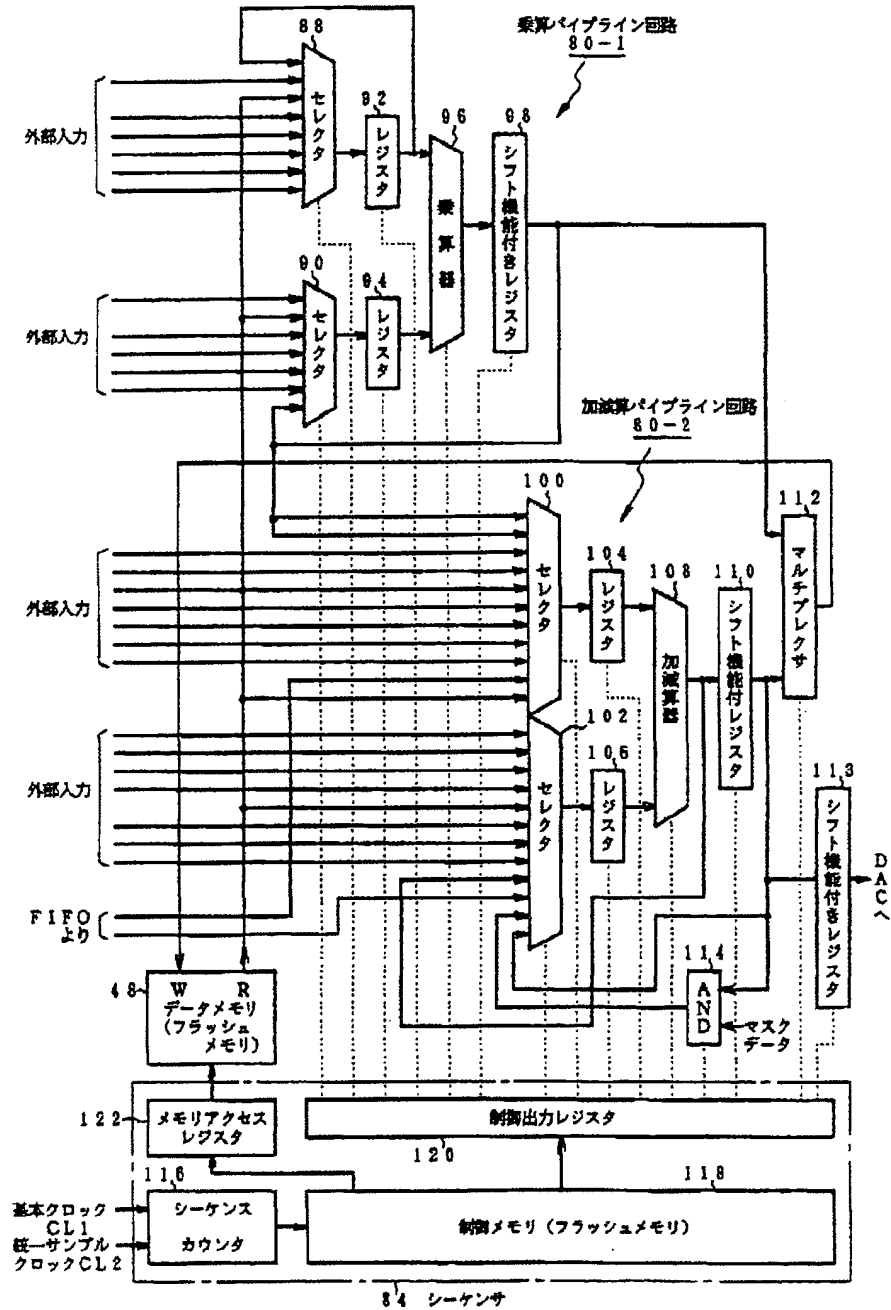 乗算パイプライン回路
80-1
88
セレクタ
外部入力
92
レジスタ
96
乗算器
98
シフト機能付きレジスタ
90
セレクタ
外部入力
94
レジスタ
加減算パイプライン回路
80-2
100
セレクタ
外部入力
104
レジスタ
108
加減算器
110
シフト機能付レジスタ
112
マルチプレクサ
102
セレクタ
外部入力
106
レジスタ
113
シフト機能付きレジスタ
DACへ
FIFO
より
114
AND
マスク
データ
48
W R
データメモリ
(フラッシュ
メモリ)
122
メモリアクセス
レジスタ
制御出力レジスタ
120
116
シーケンス
カウンタ
118
制御メモリ(フラッシュメモリ)
基本クロック
CL1
統一サンプル
クロックCL2
84 シーケンサ